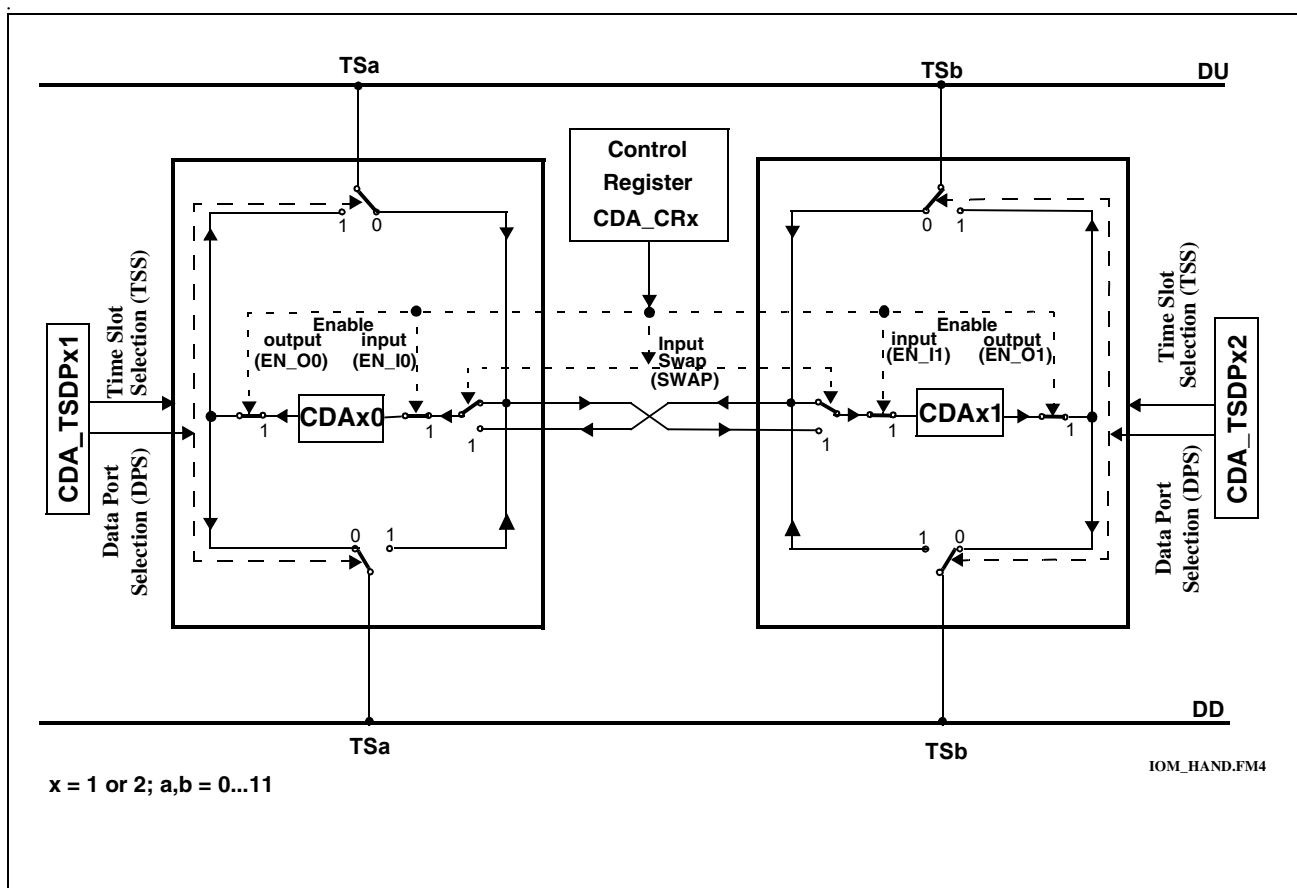 .
TSa
TSb
DU
Control
Register
CDA_CRx
1
0
0
1
Time Slot
Selection (TSS)
Time Slot
Selection (TSS)
Enable
output
(EN_O0)
input
(EN_I0)
Input
Swap
(SWAP)
Enable
input
(EN_I1)
output
(EN_O1)
CDA_TSDPx1
CDA_TSDPx2
1
CDAx0
1
1
1
1
CDAx1
1
Data Port
Selection (DPS)
Data Port
Selection (DPS)
0
1
1
0
DD
TSa
TSb
IOM_HAND.FM4
x = 1 or 2; a,b = 0...11